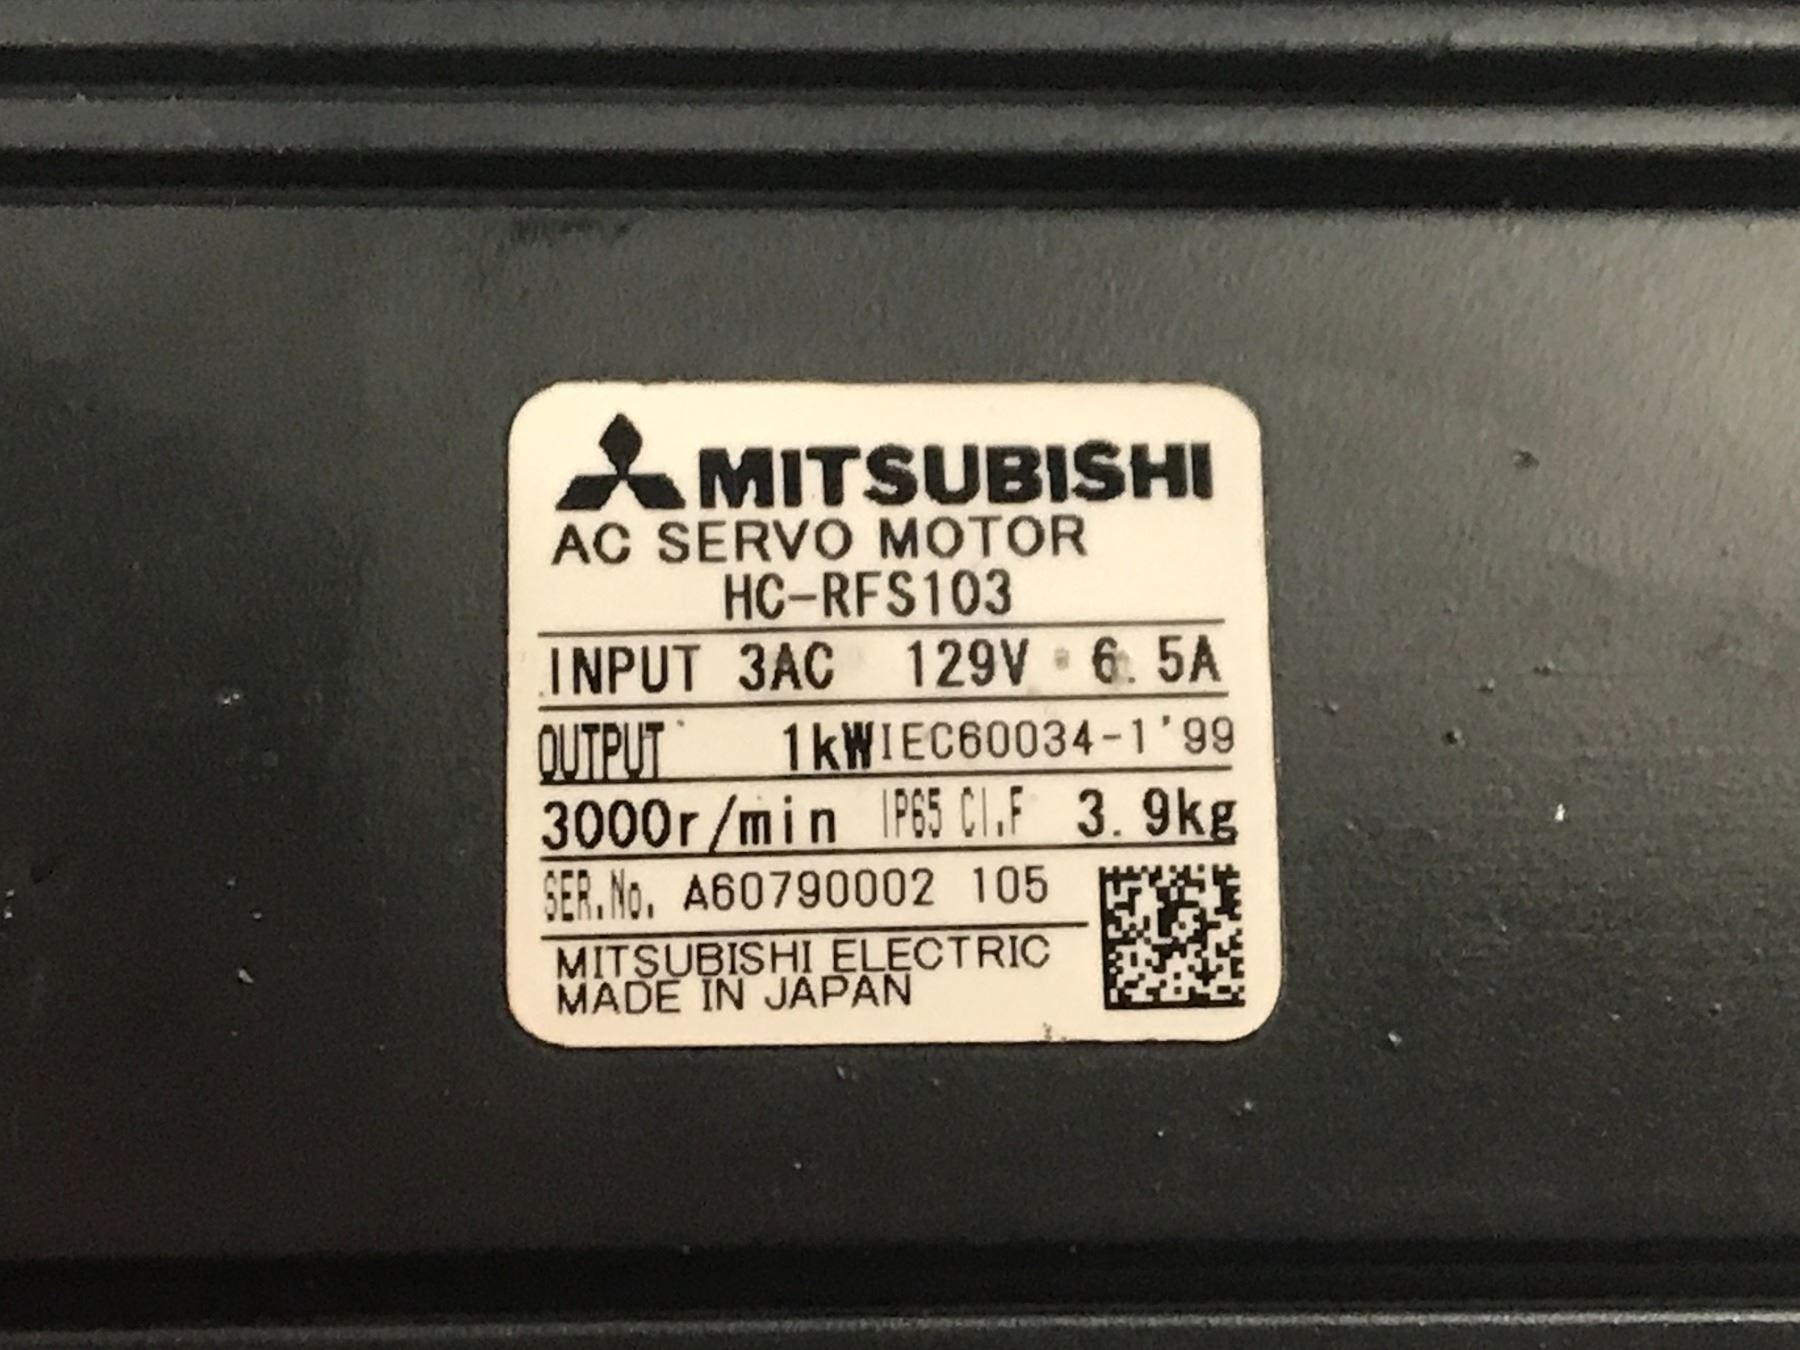 MITSUBISHI
AC SERVO MOTOR
HC-RFS103
INPUT 3AC 129V 6.5A
OUTPUT 1kW IEC60034-1'99
3000r/min IP65 CI.F 3.9kg
SER.No. A60790002 105
MITSUBISHI ELECTRIC
MADE IN JAPAN